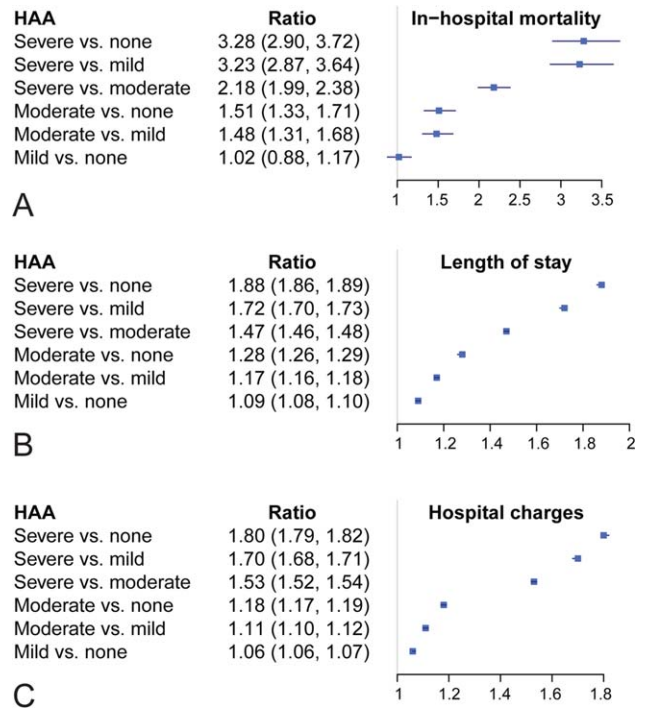 HAA Ratio In−hospital mortality
Severe vs. none 3.28 (2.90, 3.72)
Severe vs. mild 3.23 (2.87, 3.64)
Severe vs. moderate 2.18 (1.99, 2.38)
Moderate vs. none 1.51 (1.33, 1.71)
Moderate vs. mild 1.48 (1.31, 1.68)
Mild vs. none 1.02 (0.88, 1.17)
1 1.5 2 2.5 3 3.5
A
HAA Ratio Length of stay
Severe vs. none 1.88 (1.86, 1.89)
Severe vs. mild 1.72 (1.70, 1.73)
Severe vs. moderate 1.47 (1.46, 1.48)
Moderate vs. none 1.28 (1.26, 1.29)
Moderate vs. mild 1.17 (1.16, 1.18)
Mild vs. none 1.09 (1.08, 1.10)
1 1.2 1.4 1.6 1.8 2
B
HAA Ratio Hospital charges
Severe vs. none 1.80 (1.79, 1.82)
Severe vs. mild 1.70 (1.68, 1.71)
Severe vs. moderate 1.53 (1.52, 1.54)
Moderate vs. none 1.18 (1.17, 1.19)
Moderate vs. mild 1.11 (1.10, 1.12)
Mild vs. none 1.06 (1.06, 1.07)
1 1.2 1.4 1.6 1.8
C